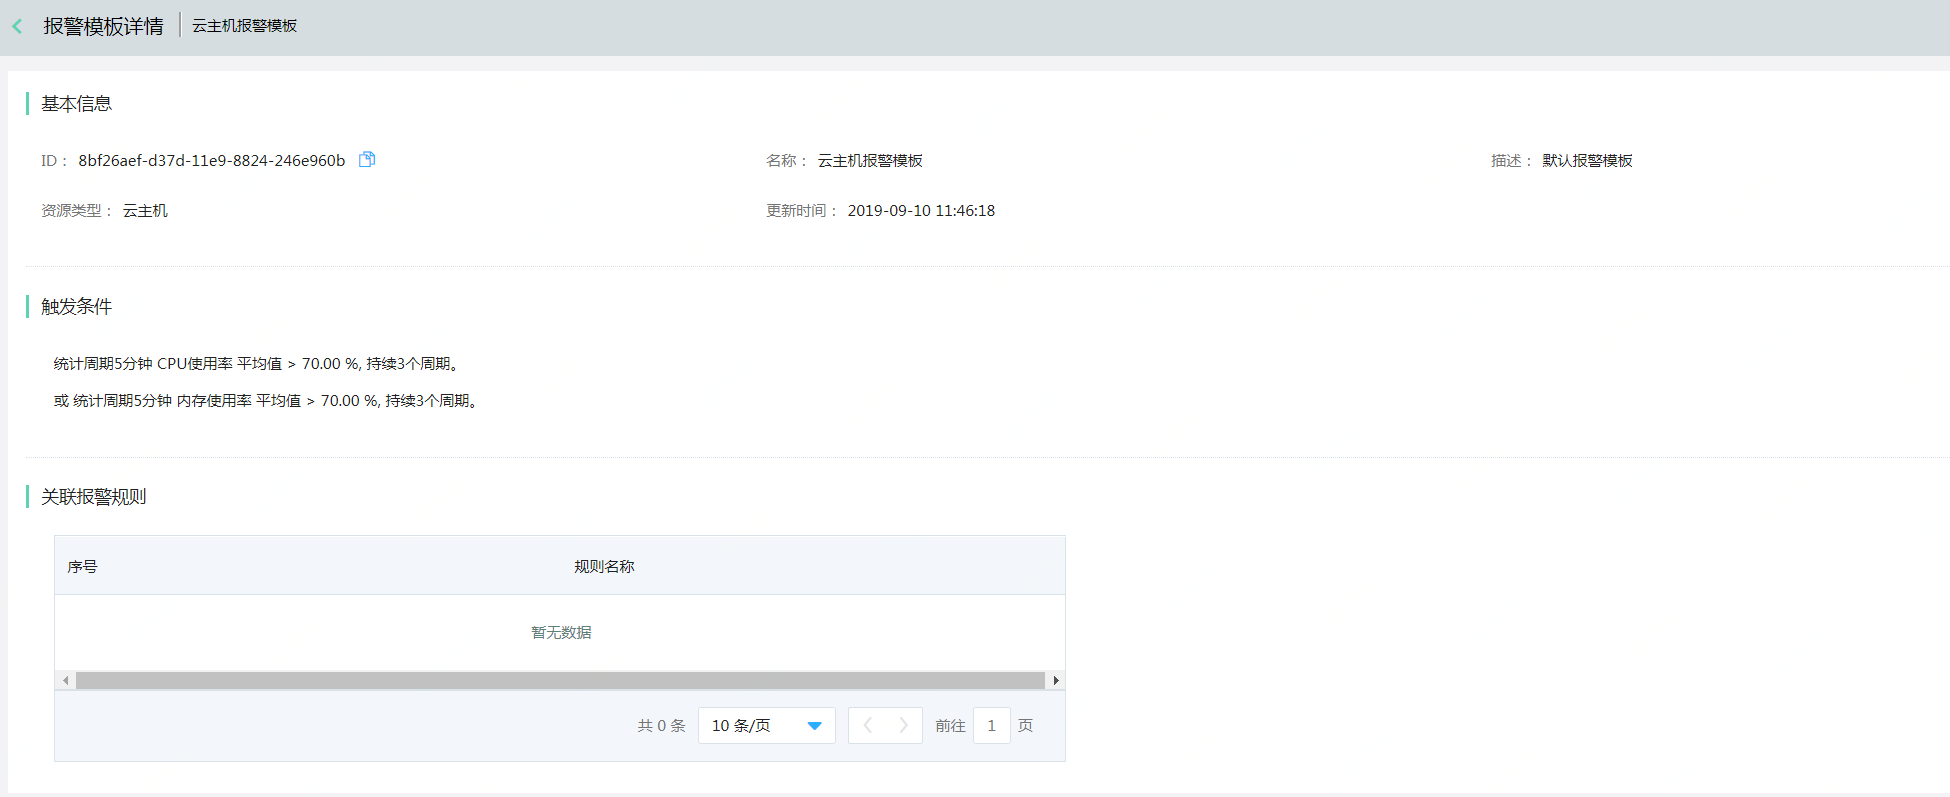 报警模板详情 云主机报警模板
基本信息
ID： 8bf26aef-d37d-11e9-8824-246e960b 名称： 云主机报警模板 描述： 默认报警模板
资源类型： 云主机 更新时间： 2019-09-10 11:46:18
触发条件
统计周期5分钟 CPU使用率 平均值 > 70.00 %, 持续3个周期。
或 统计周期5分钟 内存使用率 平均值 > 70.00 %, 持续3个周期。
关联报警规则
序号 规则名称
暂无数据
共 0 条 10 条/页 前往 1 页